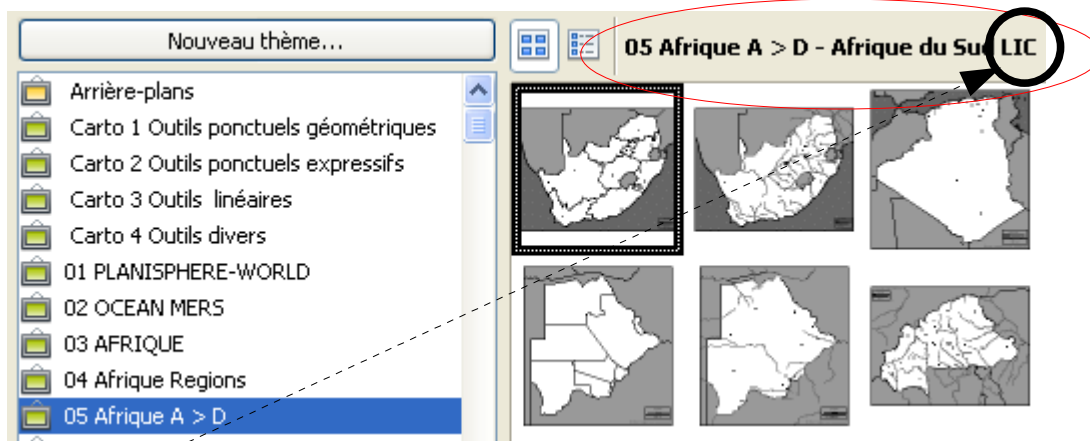 Nouveau thème...
05 Afrique A > D - Afrique du Sud LIC
Arrière-plans
Carto 1 Outils ponctuels géométriques
Carto 2 Outils ponctuels expressifs
Carto 3 Outils linéaires
Carto 4 Outils divers
01 PLANISPHERE-WORLD
02 OCEAN MERS
03 AFRIQUE
04 Afrique Regions
05 Afrique A > D